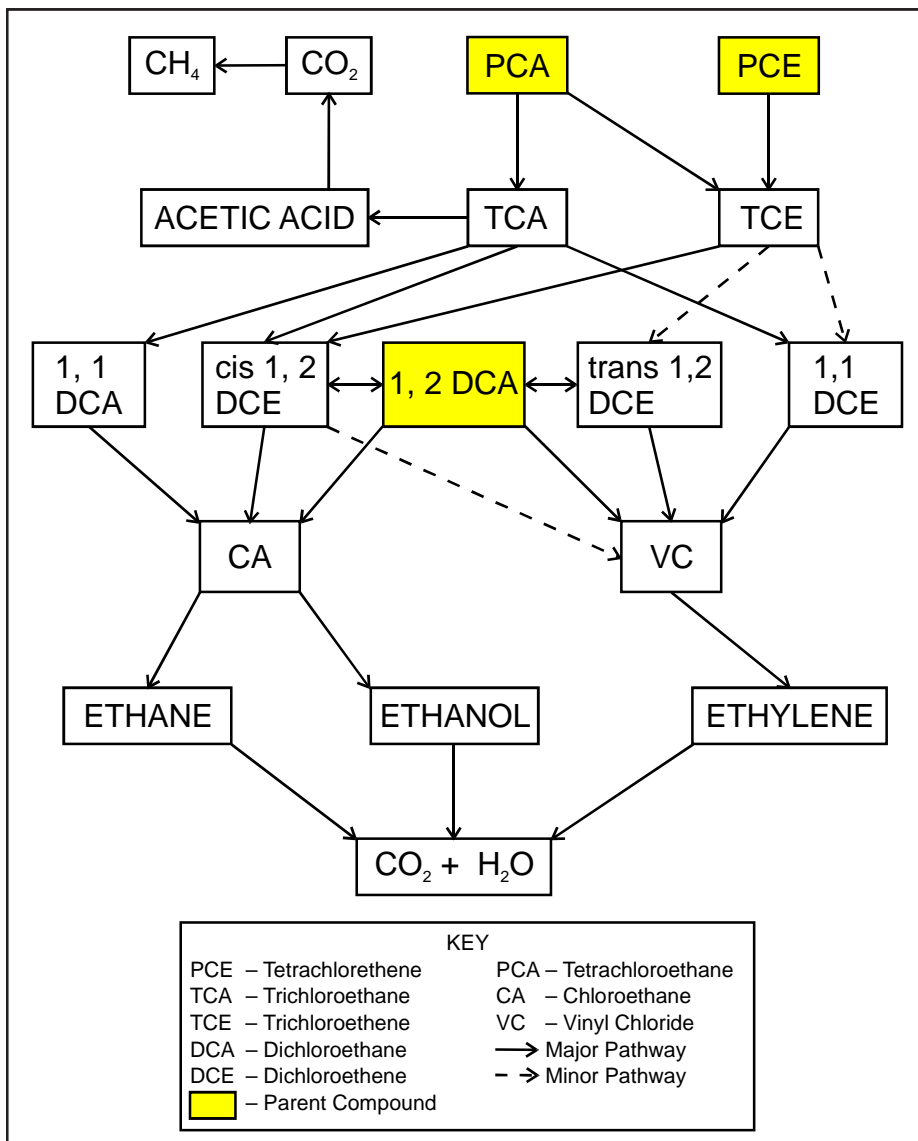 CH₄
CO₂
PCA
PCE
ACETIC ACID
TCA
TCE
1, 1
DCA
cis 1, 2
DCE
1, 2 DCA
trans 1,2
DCE
1,1
DCE
CA
VC
ETHANE
ETHANOL
ETHYLENE
CO₂ + H₂O
KEY
PCE – Tetrachlorethene
TCA – Trichloroethane
TCE – Trichloroethene
DCA – Dichloroethane
DCE – Dichloroethene
– Parent Compound
PCA – Tetrachloroethane
CA – Chloroethane
VC – Vinyl Chloride
Major Pathway
Minor Pathway